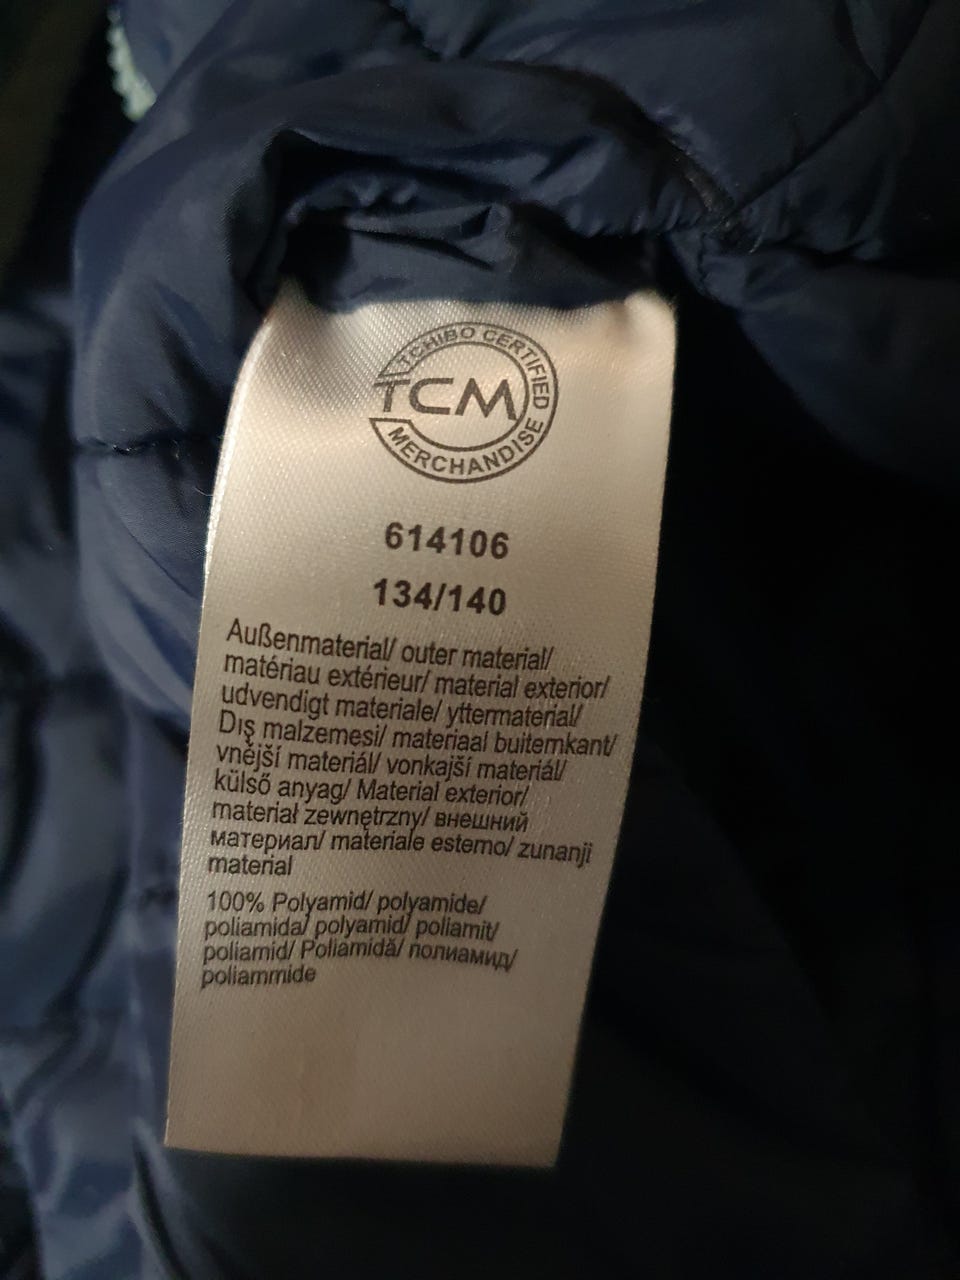 TCHIBO CERTIFIED
TCM
MERCHANDISE
614106
134/140
Außenmaterial/ outer material/
matériau extérieur/ material exterior/
udvendigt materiale/ yttermaterial/
Dış malzemesi/ materiaal buitenkant/
vnější materiál/ vonkajší materiál/
külső anyag/ Material exterior/
materiał zewnętrzny/ внешний
материал/ materiale esterno/ zunanji
material
100% Polyamid/ polyamide/
poliamida/ polyamid/ poliamit/
poliamid/ Poliamidă/ полиамид/
poliammide